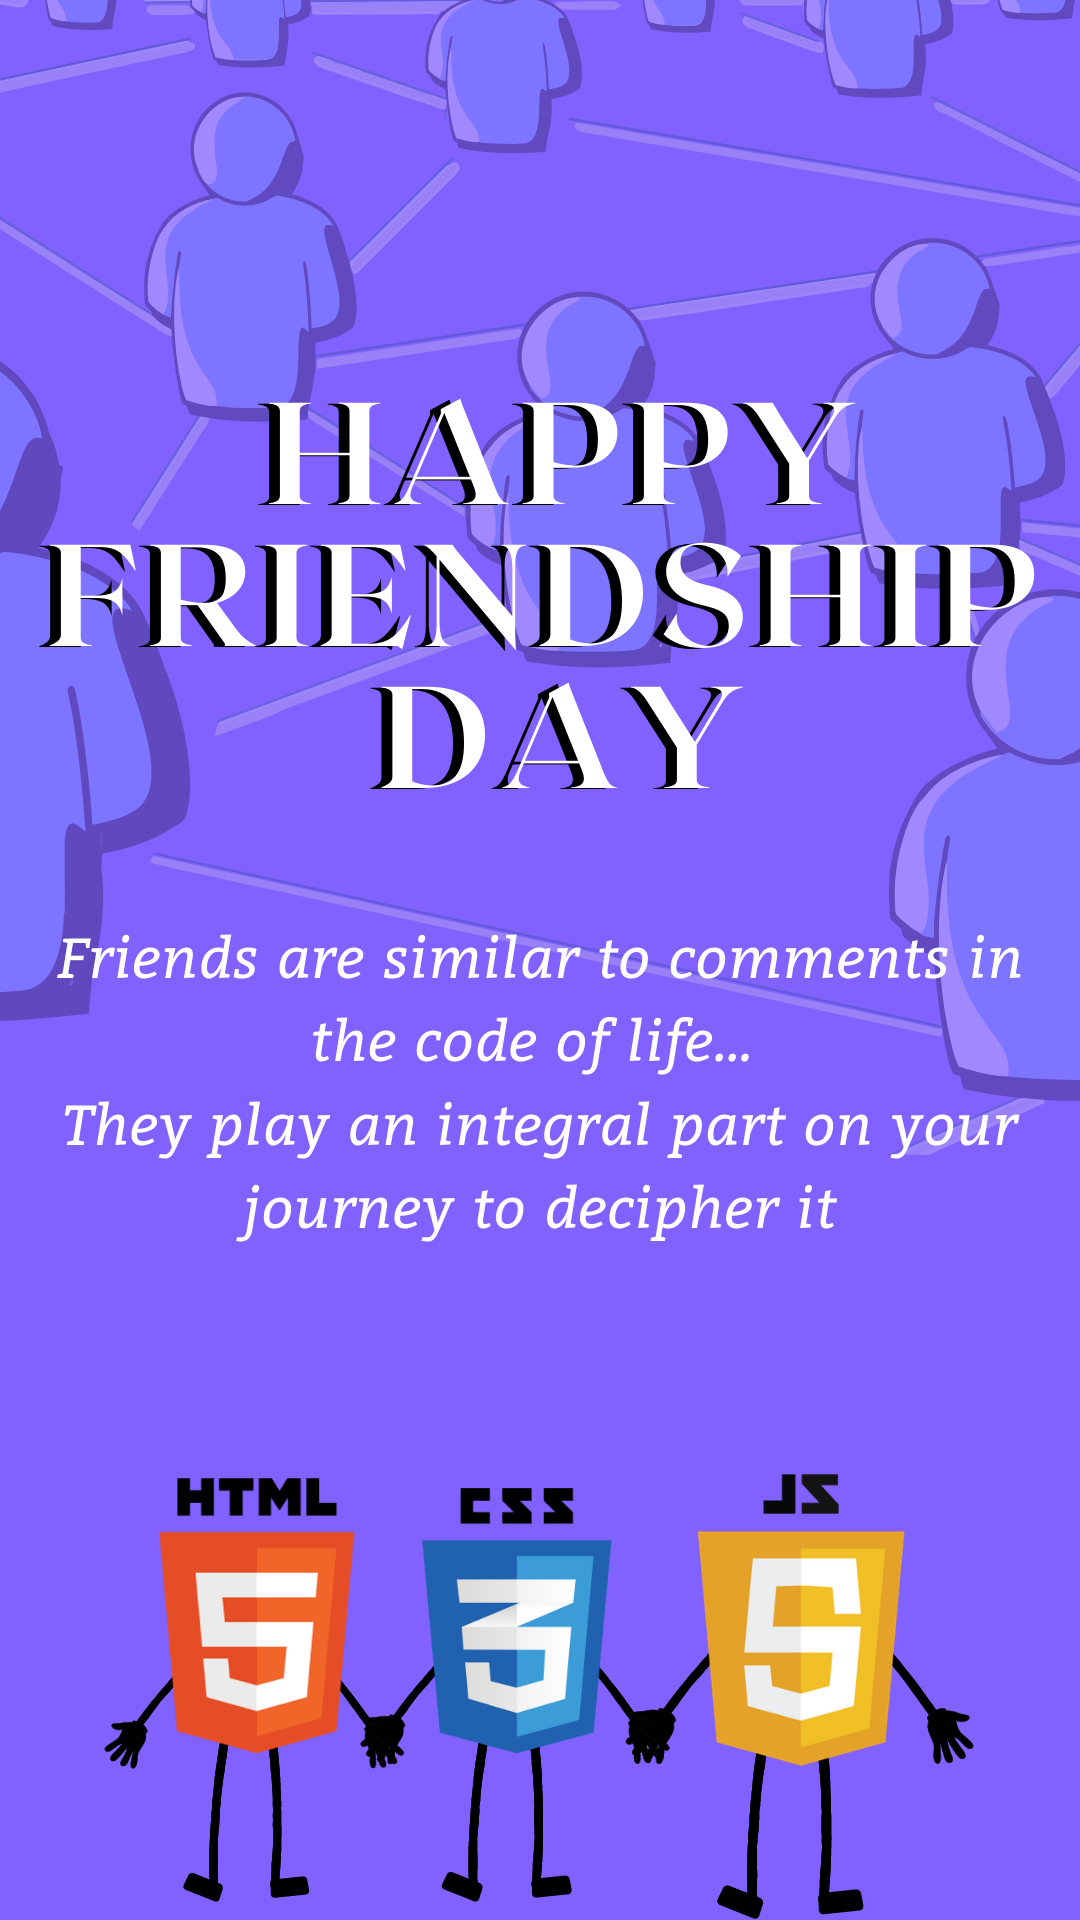 HAPPY
FRIENDSHIP
DAY
Friends are similar to comments in
the code of life...
They play an integral part on your
journey to decipher it
HTML CSS JS
5 3 S